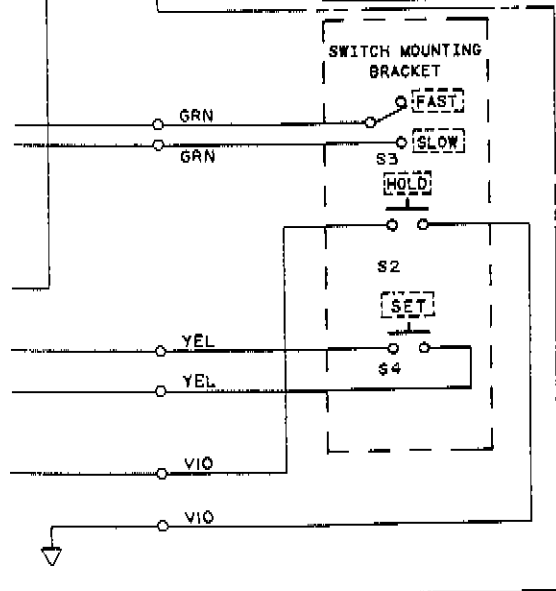 SWITCH MOUNTING
BRACKET
FAST
GRN
SLOW
GRN
S3
HOLD
S2
SET
YEL
S4
YEL
VIO
VIO